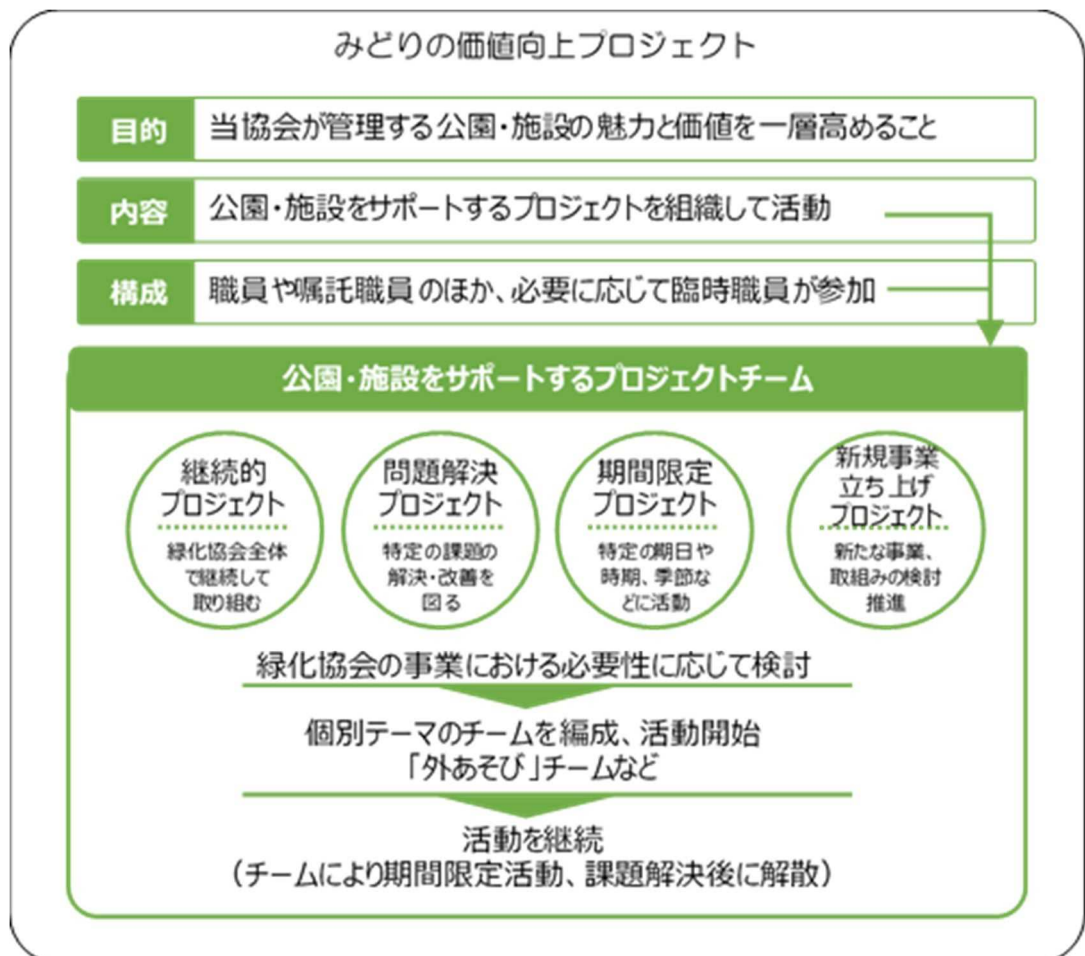 みどりの価値向上プロジェクト
目的 当協会が管理する公園・施設の魅力と価値を一層高めること
内容 公園・施設をサポートするプロジェクトを組織して活動
構成 職員や嘱託職員のほか、必要に応じて臨時職員が参加
公園・施設をサポートするプロジェクトチーム
継続的
プロジェクト
緑化協会全体
で継続して
取り組む
問題解決
プロジェクト
特定の課題の
解決・改善を
図る
期間限定
プロジェクト
特定の期日や
時期、季節な
どに活動
新規事業
立ち上げ
プロジェクト
新たな事業、
取組みの検討
推進
緑化協会の事業における必要性に応じて検討
個別テーマのチームを編成、活動開始
「外あそび」チームなど
活動を継続
（チームにより期間限定活動、課題解決後に解散）